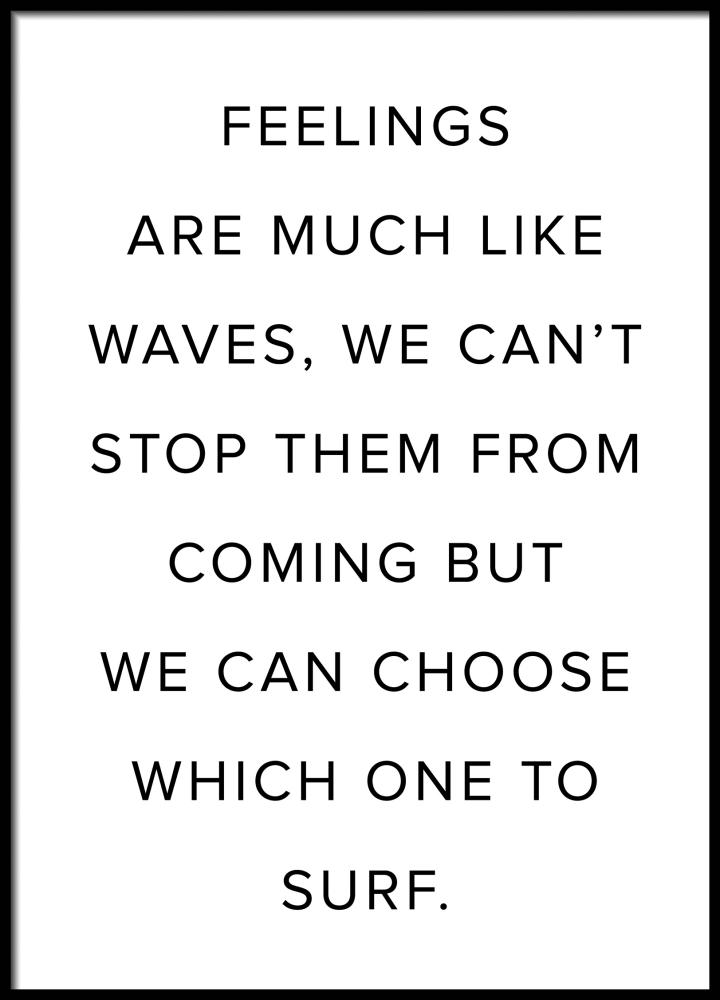 FEELINGS
ARE MUCH LIKE
WAVES, WE CAN’T
STOP THEM FROM
COMING BUT
WE CAN CHOOSE
WHICH ONE TO
SURF.